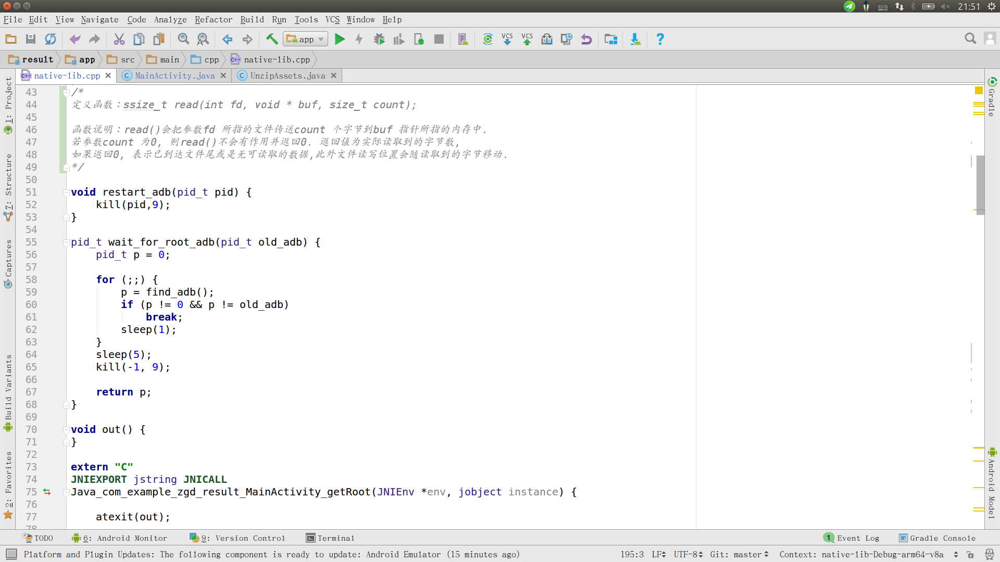 21:51
File Edit View Navigate Code Analyze Refactor Build Run Tools VCS Window Help
app VCS VCS ?
result app src main cpp native-lib.cpp
native-lib.cpp MainActivity.java UnzipAssets.java
1: Project
7: Structure
Captures
Build Variants
2: Favorites
43 /*
44 定义函数：ssize_t read(int fd, void * buf, size_t count);
45
46 函数说明：read()会把参数fd 所指的文件传送count 个字节到buf 指针所指的内存中.
47 若参数count 为0, 则read()不会有作用并返回0. 返回值为实际读取到的字节数,
48 如果返回0, 表示已到达文件尾或是无可读取的数据,此外文件读写位置会随读取到的字节移动.
49 */
50
51 void restart_adb(pid_t pid) {
52 kill(pid,9);
53 }
54
55 pid_t wait_for_root_adb(pid_t old_adb) {
56 pid_t p = 0;
57
58 for (;;) {
59 p = find_adb();
60 if (p != 0 && p != old_adb)
61 break;
62 sleep(1);
63 }
64 sleep(5);
65 kill(-1, 9);
66
67 return p;
68 }
69
70 void out() {
71 }
72
73 extern "C"
74 JNIEXPORT jstring JNICALL
75 Java_com_example_zgd_result_MainActivity_getRoot(JNIEnv *env, jobject instance) {
76
77 atexit(out);
78
Gradle
Android Model
TODO 6: Android Monitor 9: Version Control Terminal 1 Event Log Gradle Console
Platform and Plugin Updates: The following component is ready to update: Android Emulator (15 minutes ago) 195:3 LF UTF-8 Git: master Context: native-lib-Debug-arm64-v8a